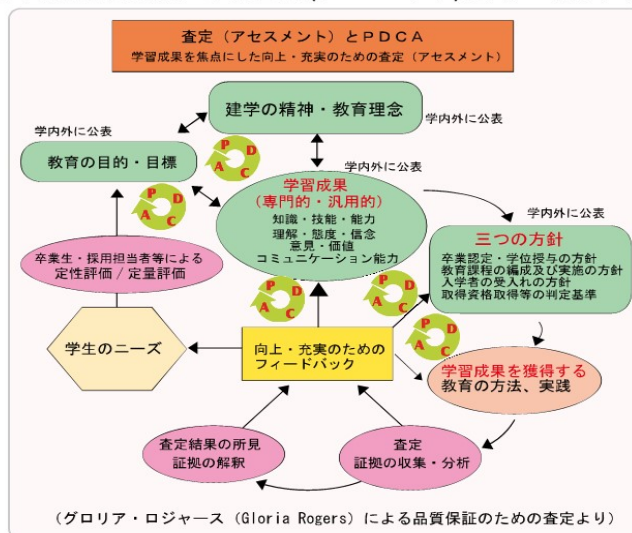 査定（アセスメント）とＰＤＣＡ
学習成果を焦点にした向上・充実のための査定（アセスメント）
建学の精神・教育理念
学内外に公表
学内外に公表
教育の目的・目標
P D C A
学内外に公表
P D C A
学習成果
（専門的・汎用的）
知識・技能・能力
理解・態度・信念
意見・価値
コミュニケーション能力
学内外に公表
三つの方針
卒業認定・学位授与の方針
教育課程の編成及び実施の方針
入学者の受入れの方針
取得資格取得等の判定基準
卒業生・採用担当者等による
定性評価／定量評価
P D C A
P D C A
P D C A
学生のニーズ
向上・充実のための
フィードバック
学習成果を獲得する
教育の方法、実践
査定結果の所見
証拠の解釈
査定
証拠の収集・分析
（グロリア・ロジャース（Gloria Rogers）による品質保証のための査定より）